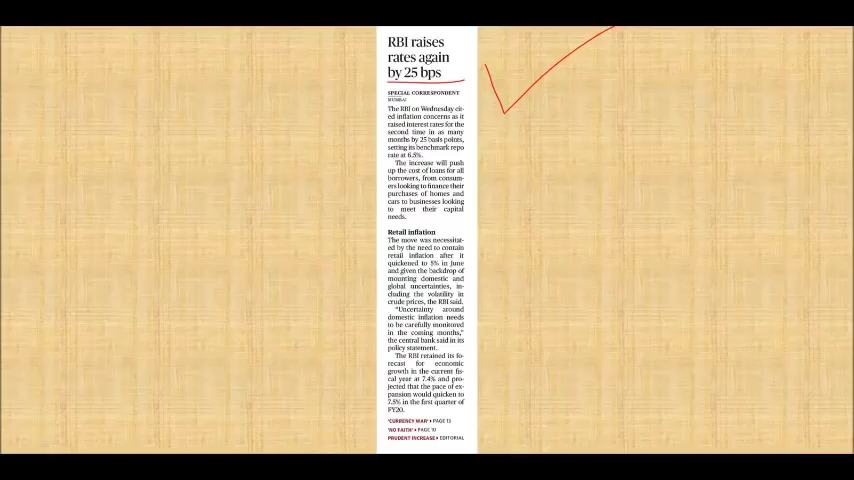 RBI raises
rates again
by 25 bps
SPECIAL CORRESPONDENT
MUMBAI
The RBI on Wednesday cit-
ed inflation concerns as it
raised interest rates for the
second time in as many
months by 25 basis points,
setting its benchmark repo
rate at 6.5%.
The increase will push
up the cost of loans for all
borrowers, from consum-
ers looking to finance their
purchases of homes and
cars to businesses looking
to meet their capital
needs.
Retail inflation
The move was necessitat-
ed by the need to contain
retail inflation after it
quickened to 5% in June
and given the backdrop of
mounting domestic and
global uncertainties, in-
cluding the volatility in
crude prices, the RBI said.
"Uncertainty around
domestic inflation needs
to be carefully monitored
in the coming months,"
the central bank said in its
policy statement.
The RBI retained its fo-
recast for economic
growth in the current fis-
cal year at 7.4% and pro-
jected that the pace of ex-
pansion would quicken to
7.5% in the first quarter of
FY20.
'CURRENCY WAR' ▸ PAGE 13
'NO FAITH' ▸ PAGE 10
PRUDENT INCREASE ▸ EDITORIAL